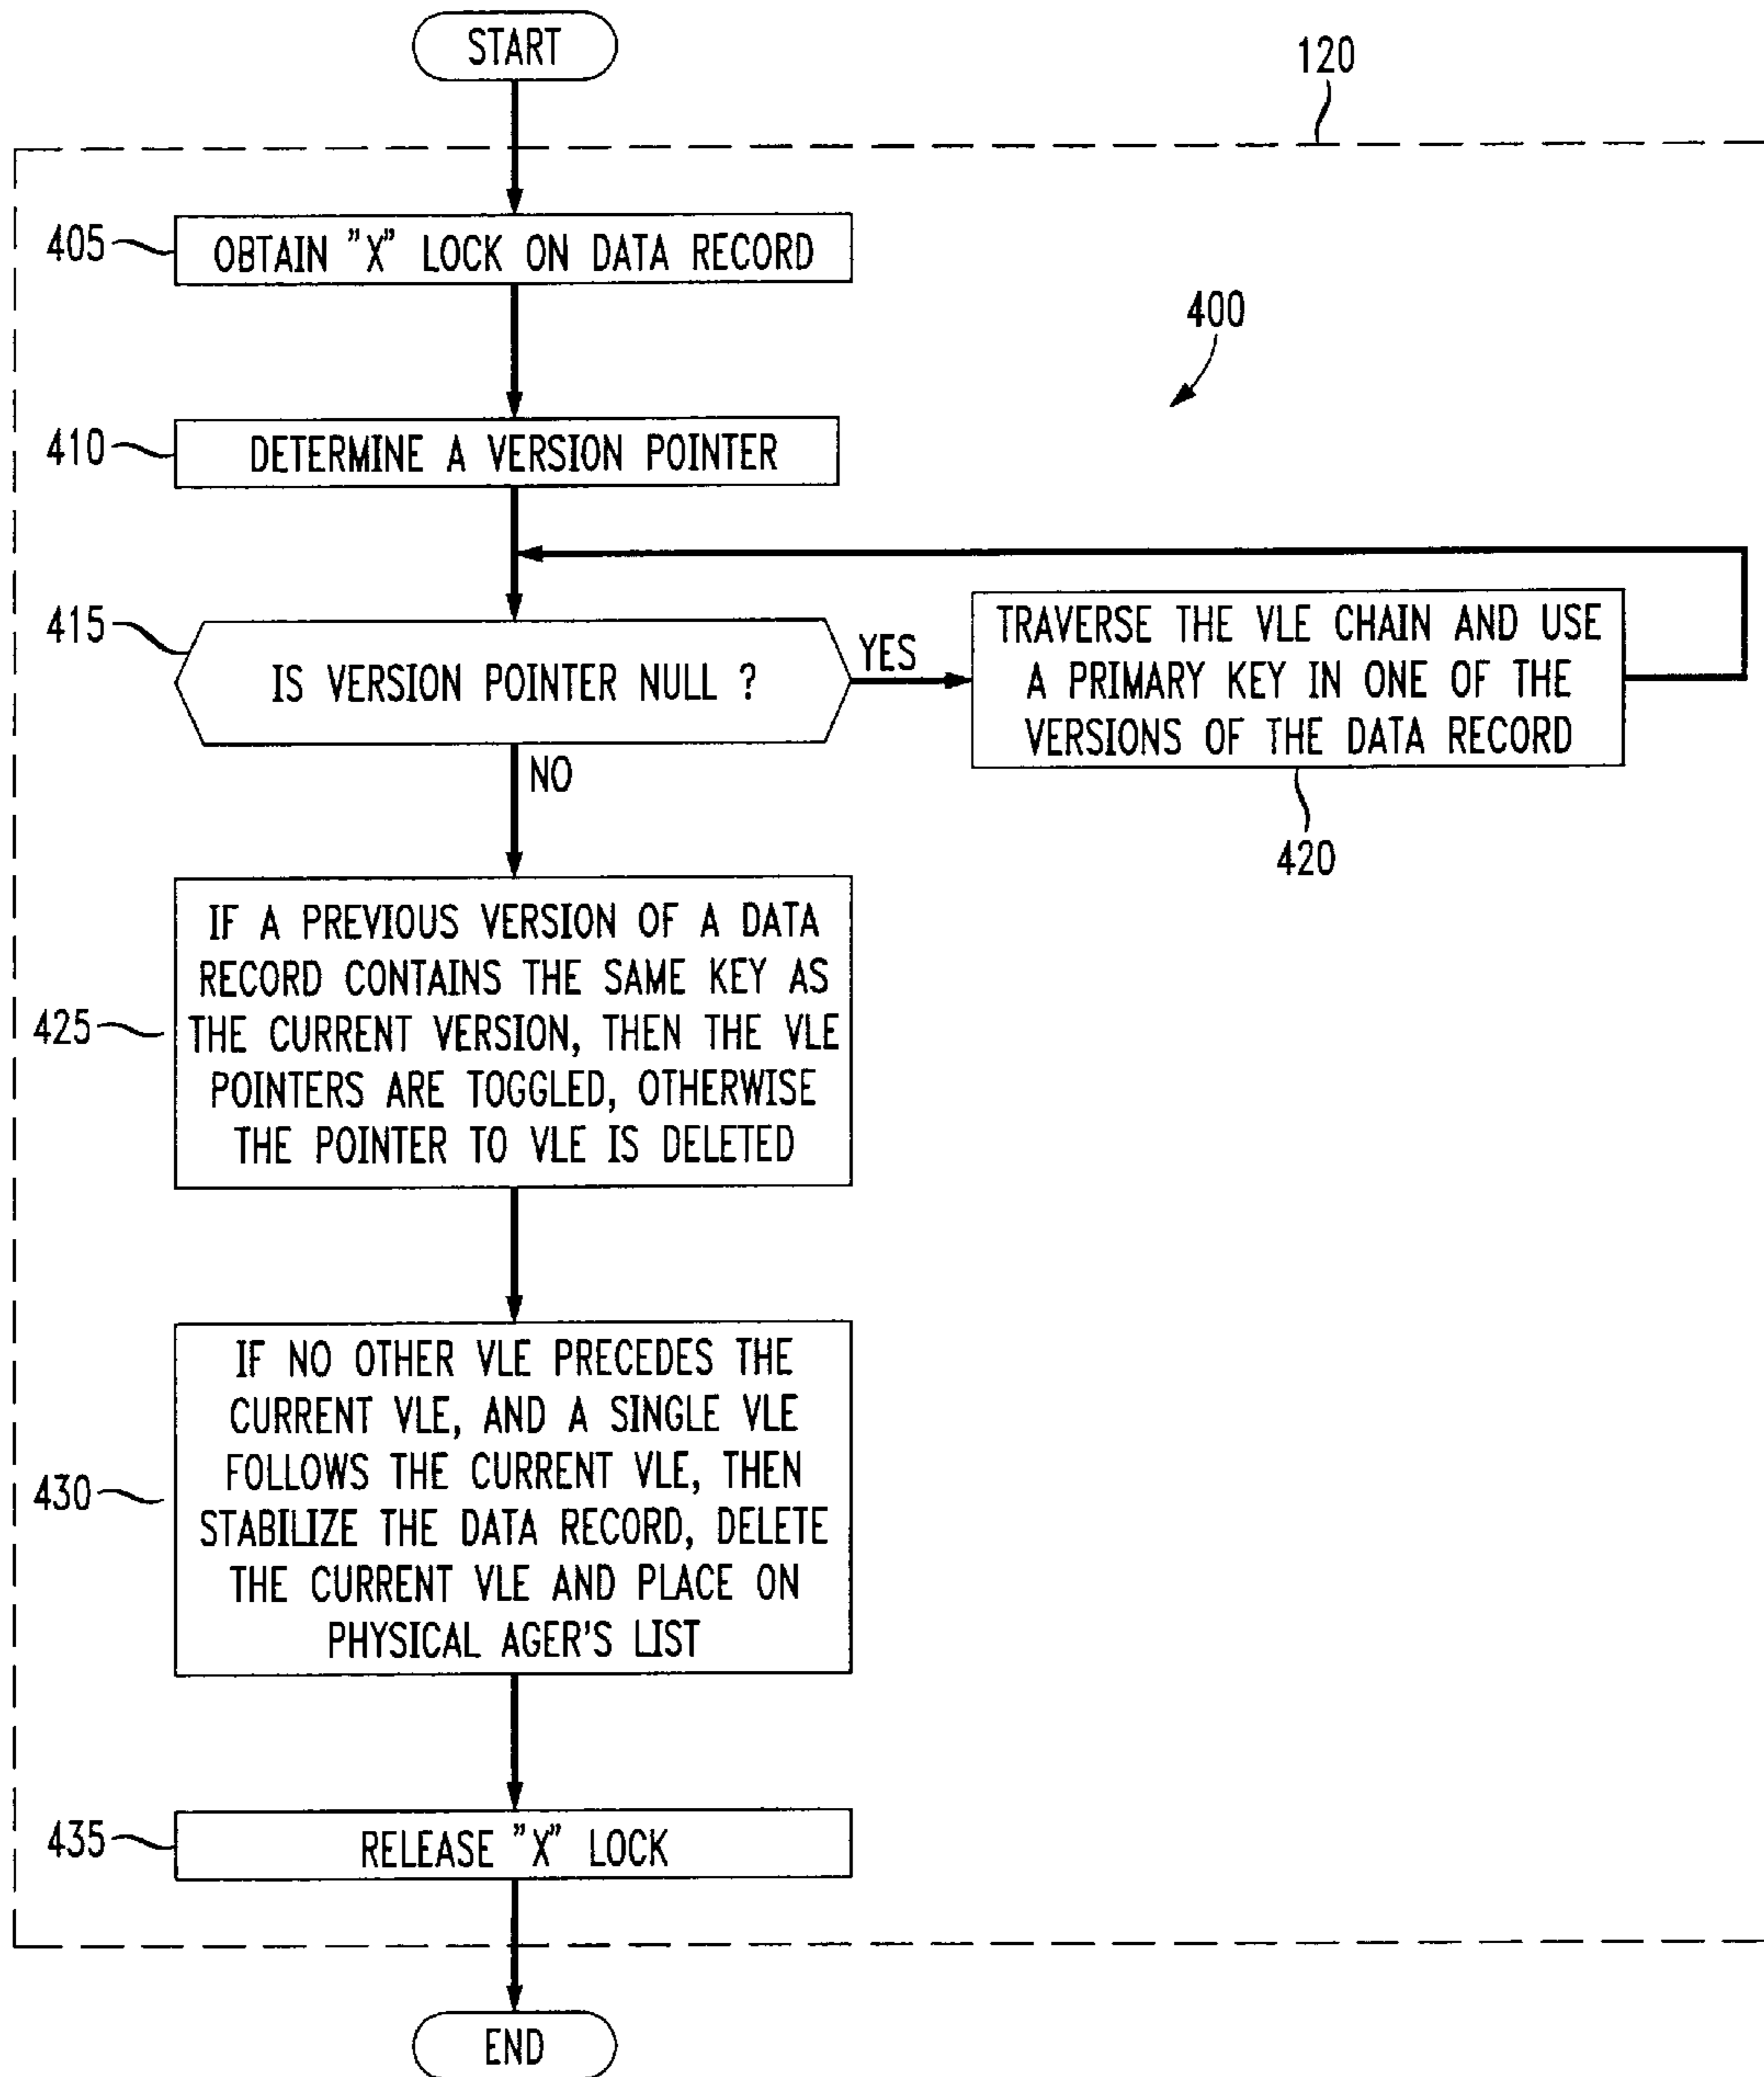 START
120
405
OBTAIN "X" LOCK ON DATA RECORD
400
410
DETERMINE A VERSION POINTER
415
IS VERSION POINTER NULL ?
YES
TRAVERSE THE VLE CHAIN AND USE
A PRIMARY KEY IN ONE OF THE
VERSIONS OF THE DATA RECORD
NO
420
425
IF A PREVIOUS VERSION OF A DATA
RECORD CONTAINS THE SAME KEY AS
THE CURRENT VERSION, THEN THE VLE
POINTERS ARE TOGGLED, OTHERWISE
THE POINTER TO VLE IS DELETED
430
IF NO OTHER VLE PRECEDES THE
CURRENT VLE, AND A SINGLE VLE
FOLLOWS THE CURRENT VLE, THEN
STABILIZE THE DATA RECORD, DELETE
THE CURRENT VLE AND PLACE ON
PHYSICAL AGER'S LIST
435
RELEASE "X" LOCK
END